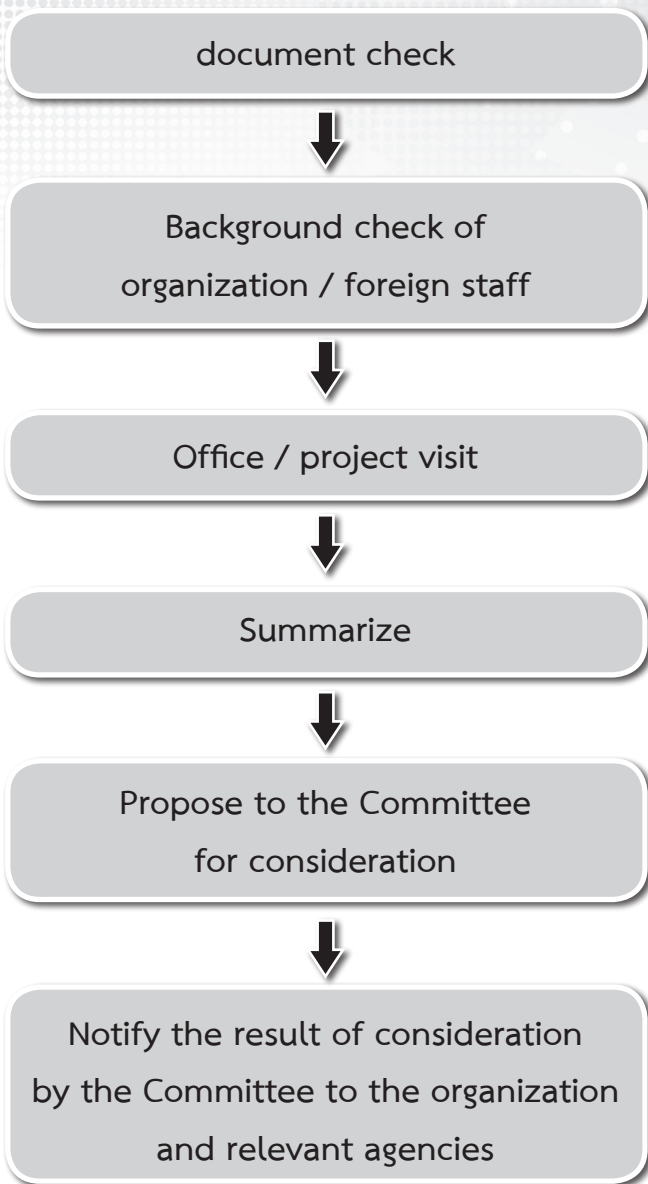 document check
Background check of
organization / foreign staff
Office / project visit
Summarize
Propose to the Committee
for consideration
Notify the result of consideration
by the Committee to the organization
and relevant agencies